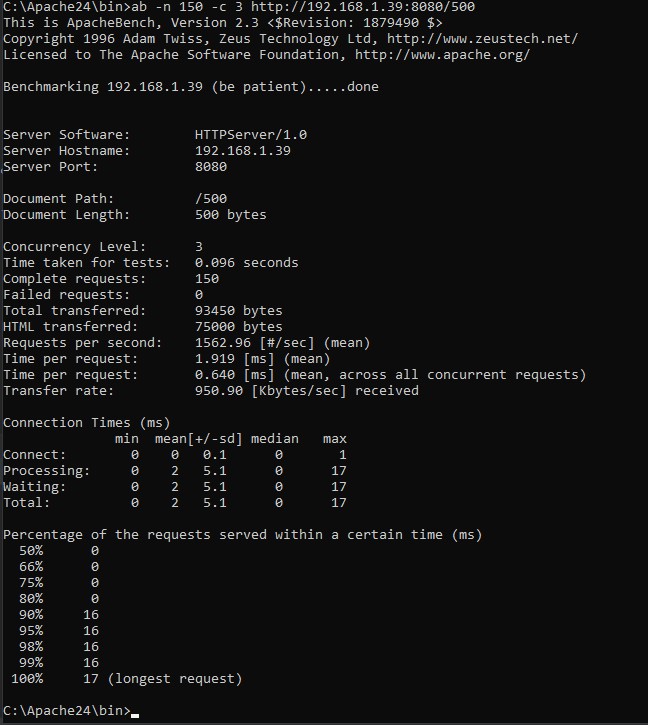 C:\Apache24\bin>ab -n 150 -c 3 http://192.168.1.39:8080/500
This is ApacheBench, Version 2.3 <$Revision: 1879490 $>
Copyright 1996 Adam Twiss, Zeus Technology Ltd, http://www.zeustech.net/
Licensed to The Apache Software Foundation, http://www.apache.org/

Benchmarking 192.168.1.39 (be patient).....done


Server Software:        HTTPServer/1.0
Server Hostname:        192.168.1.39
Server Port:            8080

Document Path:          /500
Document Length:        500 bytes

Concurrency Level:      3
Time taken for tests:   0.096 seconds
Complete requests:      150
Failed requests:        0
Total transferred:      93450 bytes
HTML transferred:       75000 bytes
Requests per second:    1562.96 [#/sec] (mean)
Time per request:       1.919 [ms] (mean)
Time per request:       0.640 [ms] (mean, across all concurrent requests)
Transfer rate:          950.90 [Kbytes/sec] received

Connection Times (ms)
              min  mean[+/-sd] median   max
Connect:        0    0   0.1      0       1
Processing:     0    2   5.1      0      17
Waiting:        0    2   5.1      0      17
Total:          0    2   5.1      0      17

Percentage of the requests served within a certain time (ms)
  50%      0
  66%      0
  75%      0
  80%      0
  90%     16
  95%     16
  98%     16
  99%     16
 100%     17 (longest request)

C:\Apache24\bin>